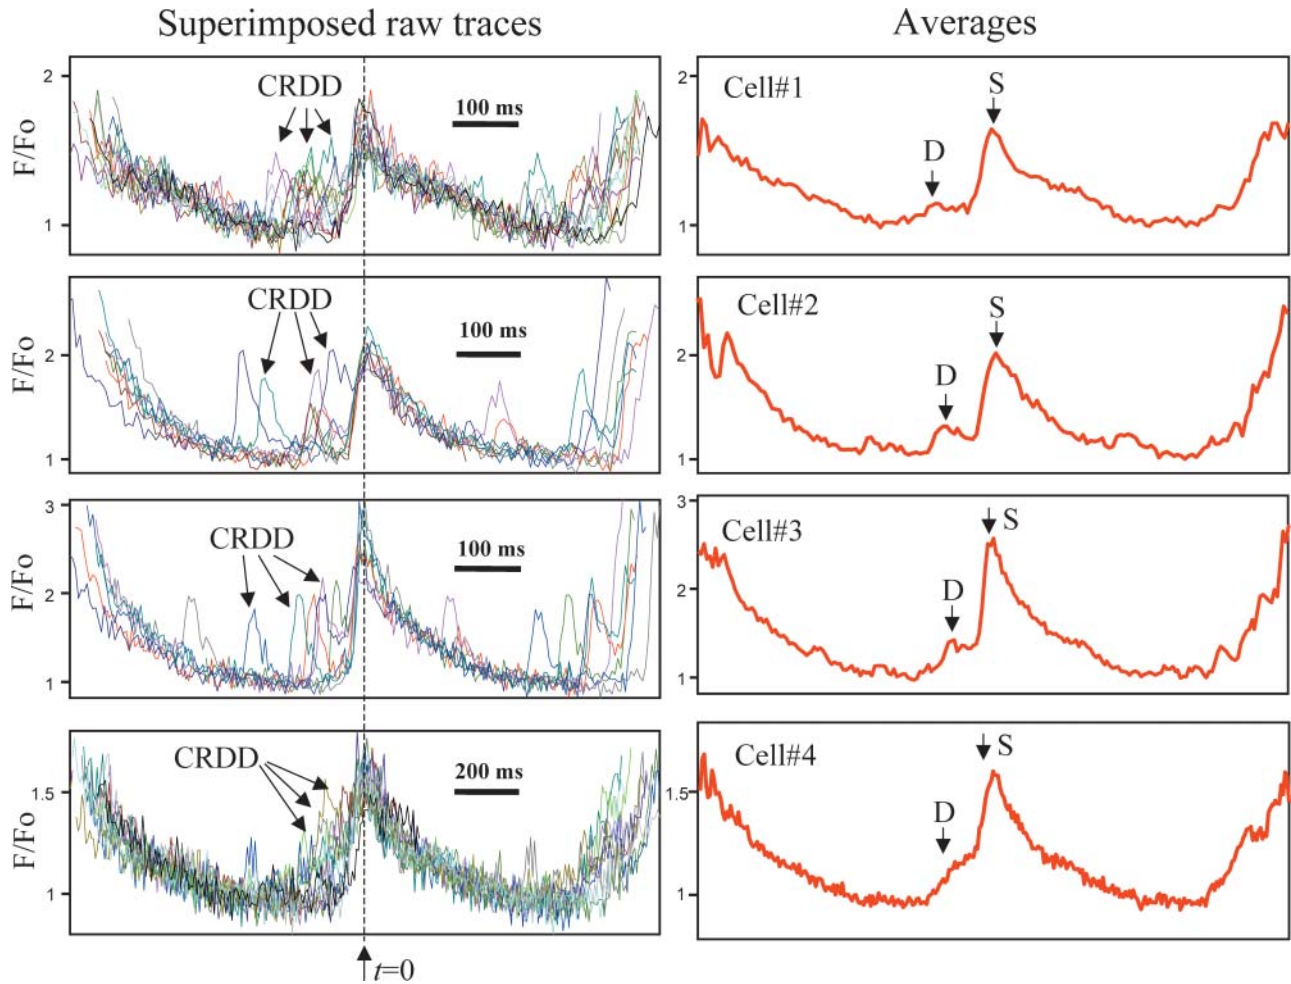 Superimposed raw traces
Averages
F/Fo
2
1
CRDD
100 ms
2
1
Cell#1
D
S
F/Fo
2
1
CRDD
100 ms
2
1
Cell#2
D
S
F/Fo
3
2
1
CRDD
100 ms
3
2
1
Cell#3
D
S
F/Fo
1.5
1
CRDD
200 ms
1.5
1
Cell#4
D
S
t=0